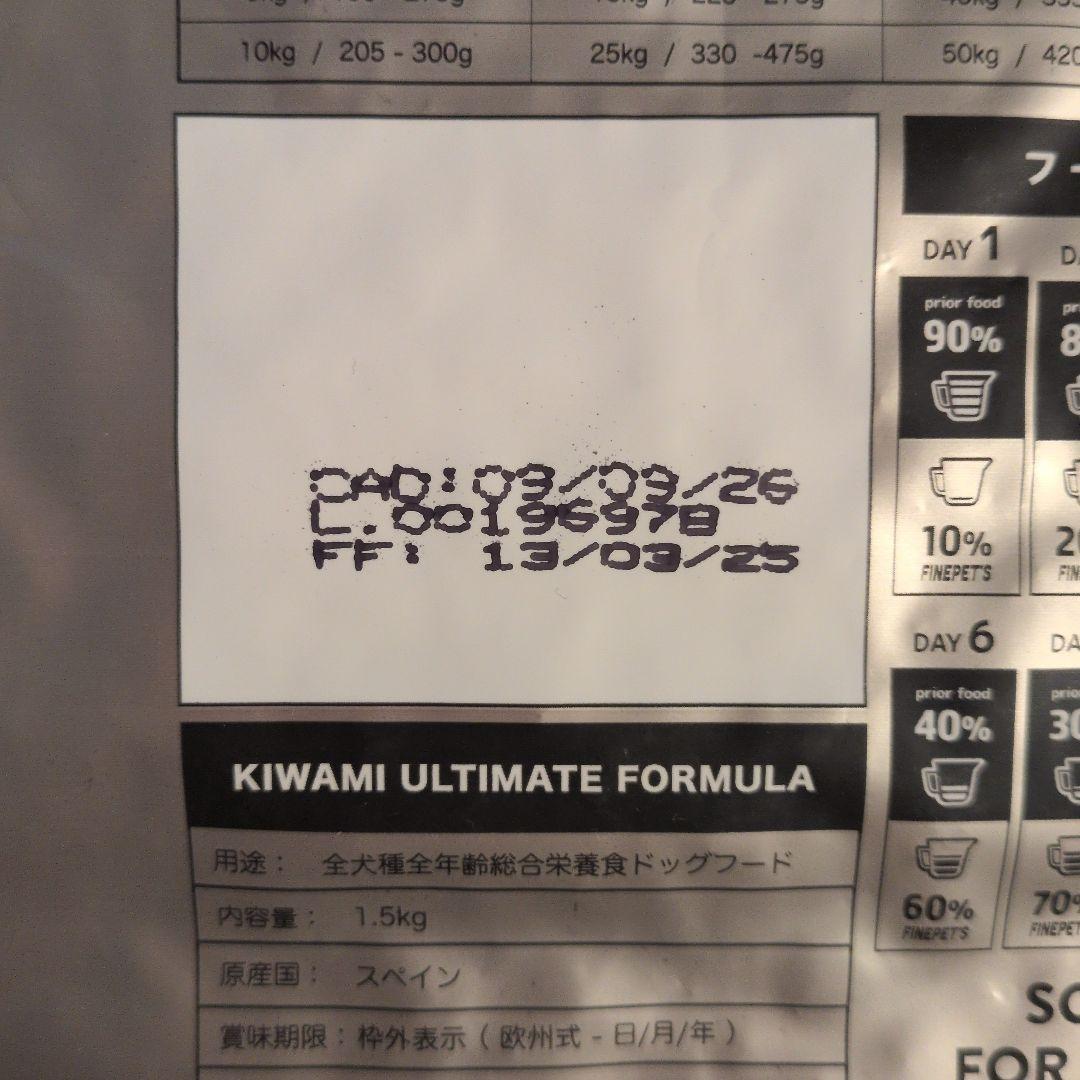 10kg / 205 - 300g
25kg / 330 -475g
50kg / 420
CAD:03/03/26
L.00196978
FF: 13/03/25
KIWAMI ULTIMATE FORMULA
用途： 全犬種全年齢総合栄養食ドッグフード
内容量： 1.5kg
原産国： スペイン
賞味期限：枠外表示（ 欧州式 - 日/月/年 ）
フー
DAY 1
prior food
90%
10%
FINEPET'S
DAY 6
prior food
40%
30
60%
70%
FINEPET'S
FINEPET'S
FOR